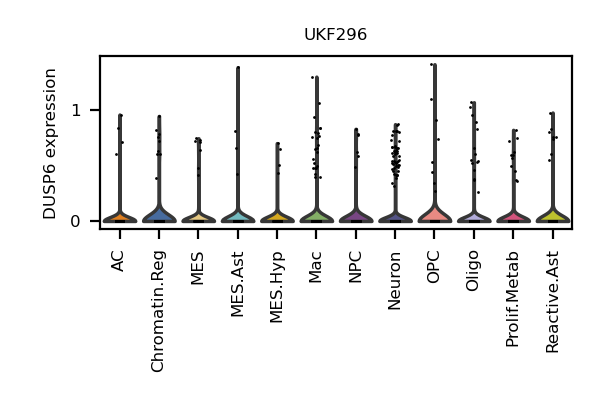 UKF296
DUSP6 expression
1
0
AC
Chromatin.Reg
MES
MES.Ast
MES.Hyp
Mac
NPC
Neuron
OPC
Oligo
Prolif.Metab
Reactive.Ast